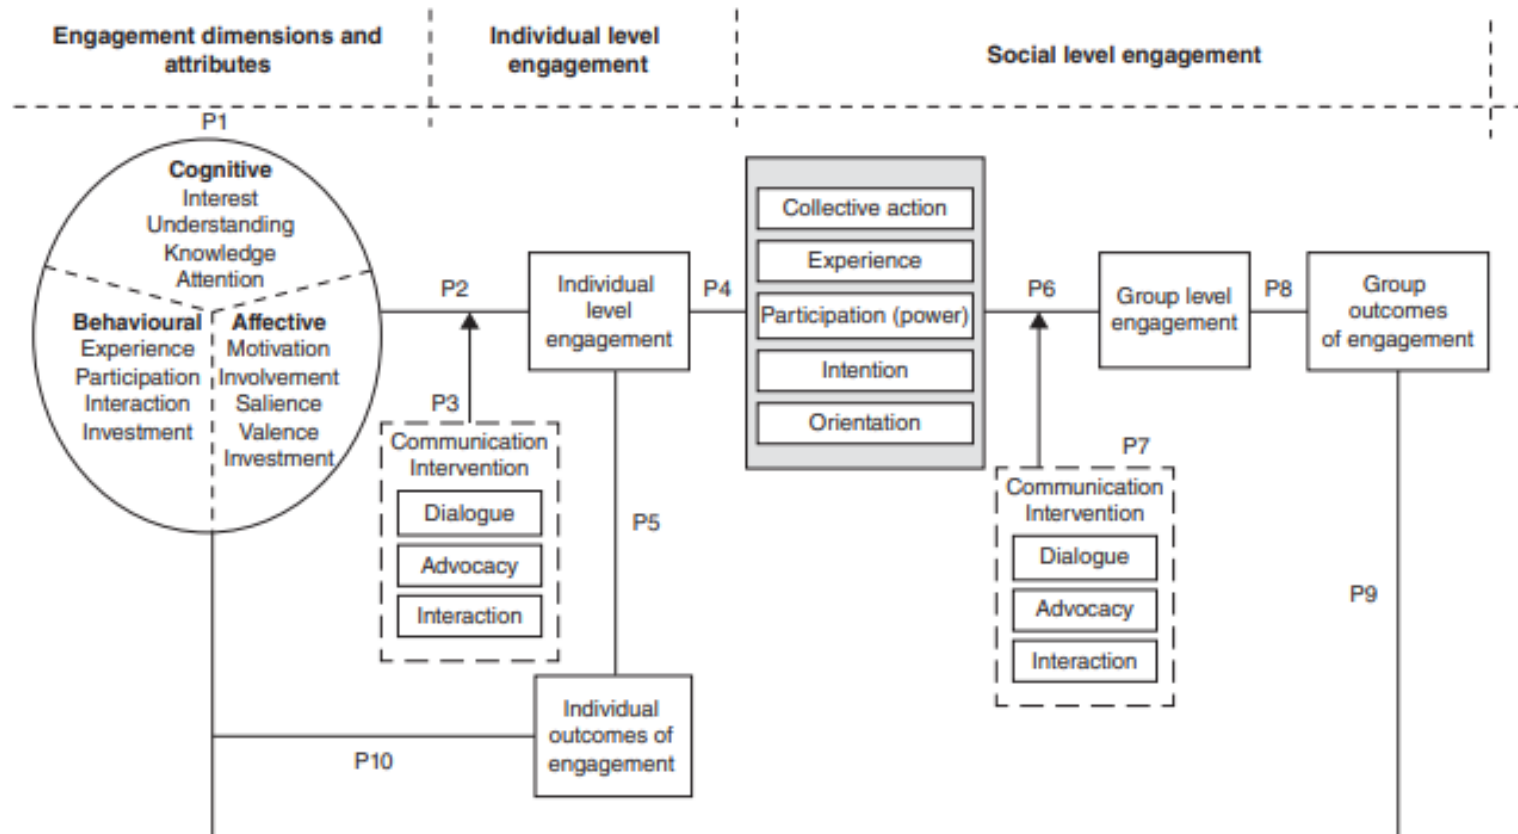 Engagement dimensions and
attributes
Individual level
engagement
Social level engagement
P1
Cognitive
Interest
Understanding
Knowledge
Attention
Behavioural
Experience
Participation
Interaction
Investment
Affective
Motivation
Involvement
Salience
Valence
Investment
P2
P3
Communication
Intervention
Dialogue
Advocacy
Interaction
Individual
level
engagement
P4
P5
Individual
outcomes of
engagement
P10
Collective action
Experience
Participation (power)
Intention
Orientation
P6
P7
Communication
Intervention
Dialogue
Advocacy
Interaction
Group level
engagement
P8
Group
outcomes
of engagement
P9